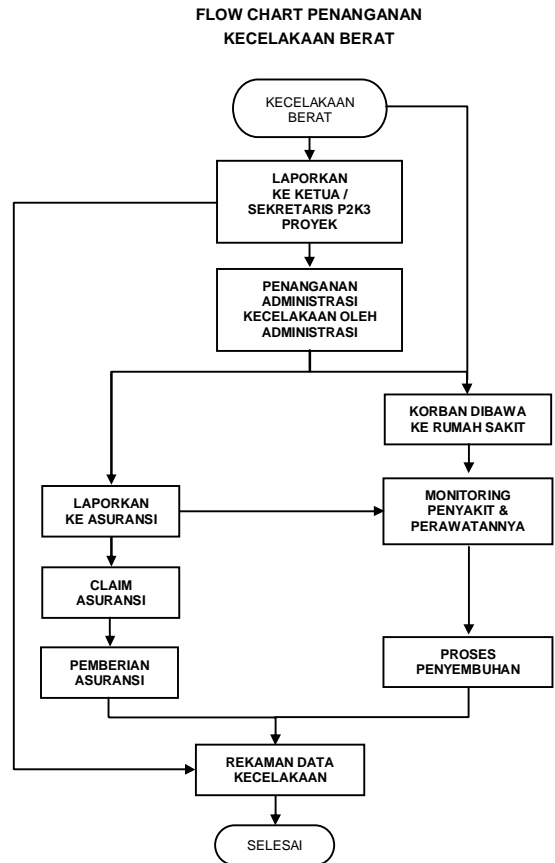 FLOW CHART PENANGANAN
KECELAKAAN BERAT
KECELAKAAN
BERAT
LAPORKAN
KE KETUA /
SEKRETARIS P2K3
PROYEK
PENANGANAN
ADMINISTRASI
KECELAKAAN OLEH
ADMINISTRASI
KORBAN DIBAWA
KE RUMAH SAKIT
LAPORKAN
KE ASURANSI
MONITORING
PENYAKIT &
PERAWATANNYA
CLAIM
ASURANSI
PEMBERIAN
ASURANSI
PROSES
PENYEMBUHAN
REKAMAN DATA
KECELAKAAN
SELESAI